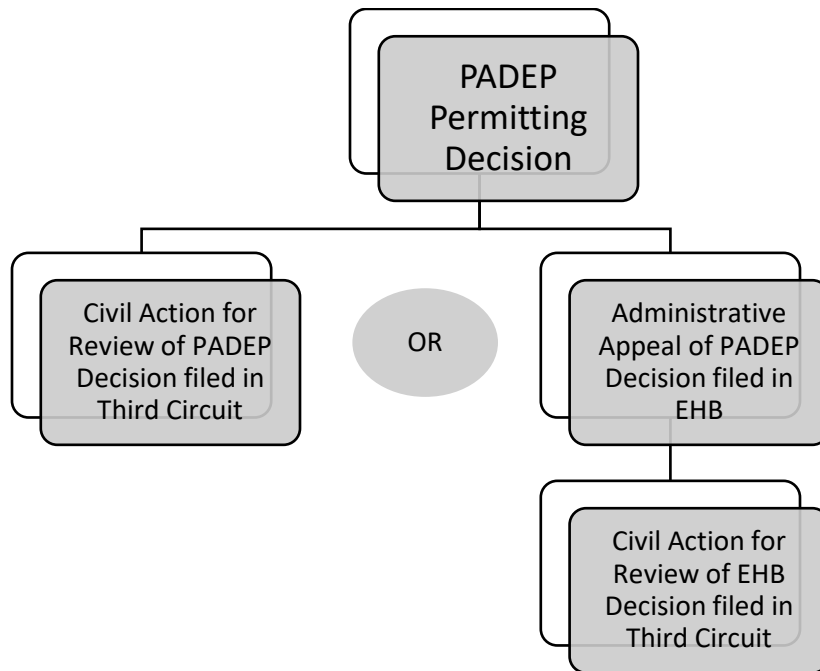 PADEP
Permitting
Decision
Civil Action for
Review of PADEP
Decision filed in
Third Circuit
OR
Administrative
Appeal of PADEP
Decision filed in
EHB
Civil Action for
Review of EHB
Decision filed in
Third Circuit